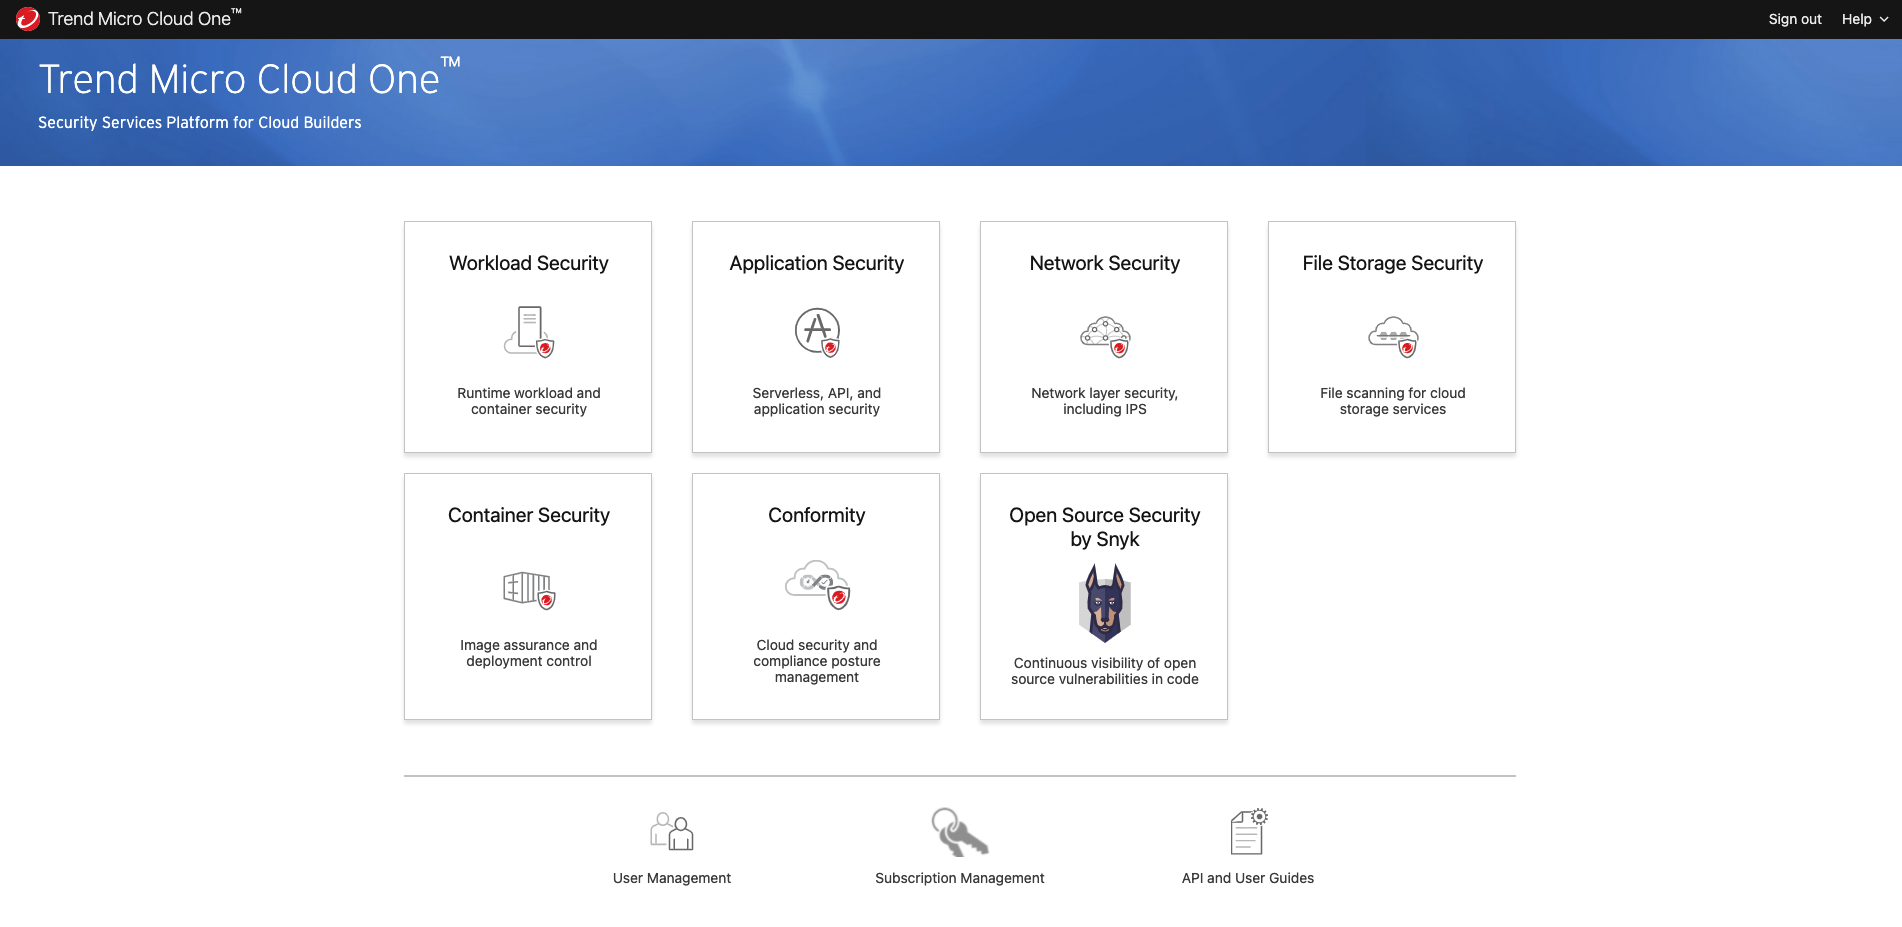 Trend Micro Cloud One™
Sign out
Help
Trend Micro Cloud One™
Security Services Platform for Cloud Builders
Workload Security
Runtime workload and
container security
Application Security
Serverless, API, and
application security
Network Security
Network layer security,
including IPS
File Storage Security
File scanning for cloud
storage services
Container Security
Image assurance and
deployment control
Conformity
Cloud security and
compliance posture
management
Open Source Security
by Snyk
Continuous visibility of open
source vulnerabilities in code
User Management
Subscription Management
API and User Guides